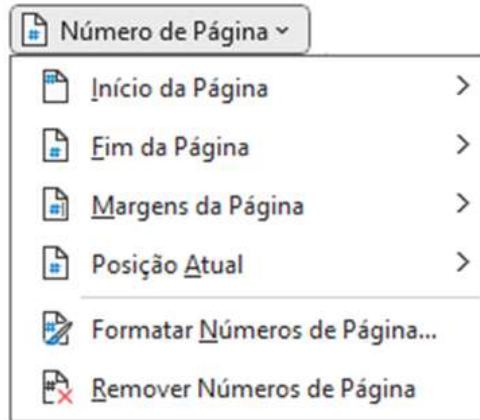 Número de Página
Início da Página
Fim da Página
Margens da Página
Posição Atual
Formatar Números de Página...
Remover Números de Página